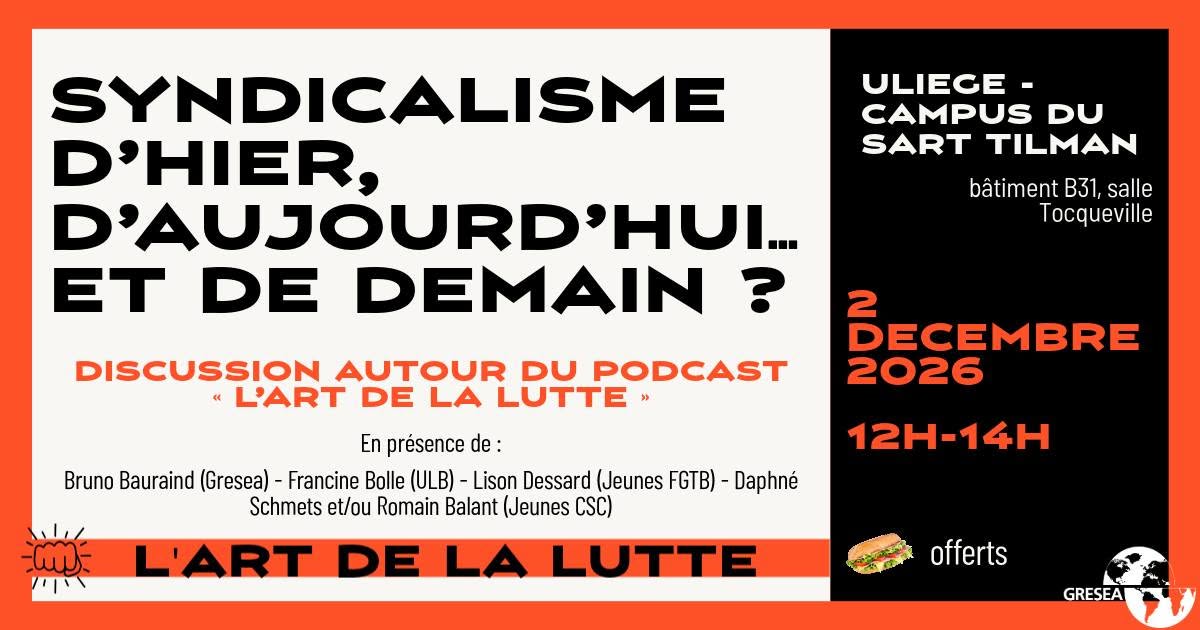 SYNDICALISME
D’HIER,
D’AUJOURD’HUI...
ET DE DEMAIN ?
DISCUSSION AUTOUR DU PODCAST
« L’ART DE LA LUTTE »
En présence de :
Bruno Bauraind (Gresea) - Francine Bolle (ULB) - Lison Dessard (Jeunes FGTB) - Daphné
Schmets et/ou Romain Balant (Jeunes CSC)
L'ART DE LA LUTTE
ULIEGE -
CAMPUS DU
SART TILMAN
bâtiment B31, salle
Tocqueville
2
DECEMBRE
2026
12H-14H
offerts
GRESEA